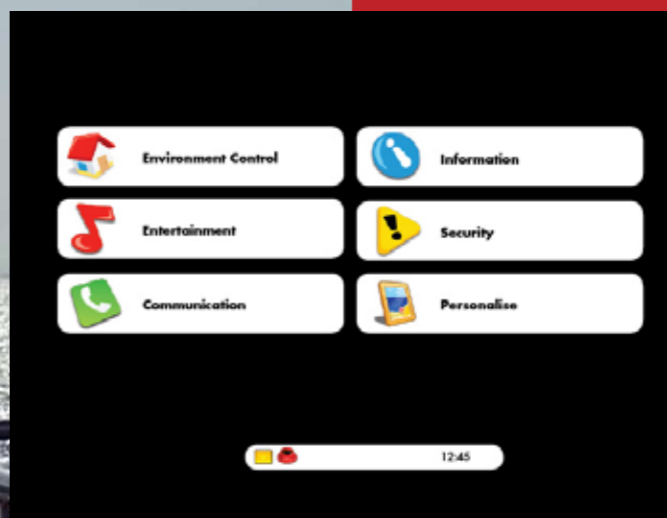 Environment Control
Information
Entertainment
Security
Communication
Personalise
12:45